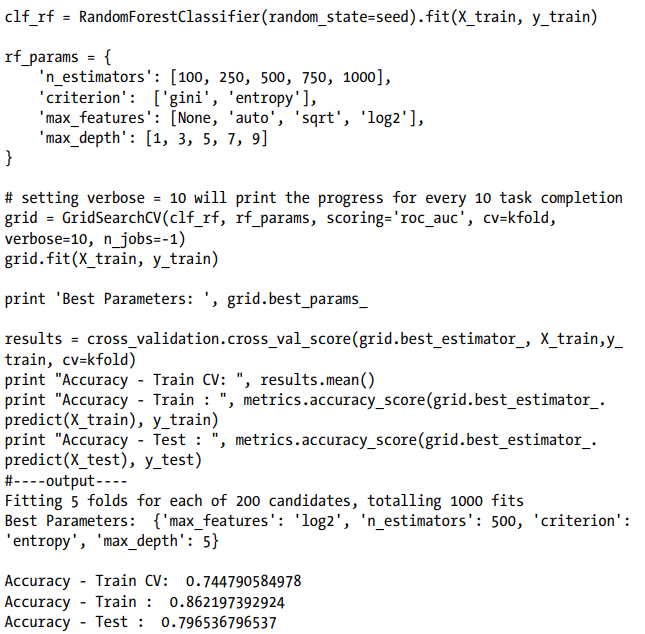 clf_rf = RandomForestClassifier(random_state=seed).fit(X_train, y_train)
rf_params = {
    'n_estimators': [100, 250, 500, 750, 1000],
    'criterion':  ['gini', 'entropy'],
    'max_features': [None, 'auto', 'sqrt', 'log2'],
    'max_depth': [1, 3, 5, 7, 9]
}
# setting verbose = 10 will print the progress for every 10 task completion
grid = GridSearchCV(clf_rf, rf_params, scoring='roc_auc', cv=kfold,
verbose=10, n_jobs=-1)
grid.fit(X_train, y_train)
print 'Best Parameters: ', grid.best_params_
results = cross_validation.cross_val_score(grid.best_estimator_, X_train,y_
train, cv=kfold)
print "Accuracy - Train CV: ", results.mean()
print "Accuracy - Train : ", metrics.accuracy_score(grid.best_estimator_.
predict(X_train), y_train)
print "Accuracy - Test : ", metrics.accuracy_score(grid.best_estimator_.
predict(X_test), y_test)
#----output----
Fitting 5 folds for each of 200 candidates, totalling 1000 fits
Best Parameters:  {'max_features': 'log2', 'n_estimators': 500, 'criterion':
'entropy', 'max_depth': 5}
Accuracy - Train CV:  0.744790584978
Accuracy - Train :  0.862197392924
Accuracy - Test :  0.796536796537